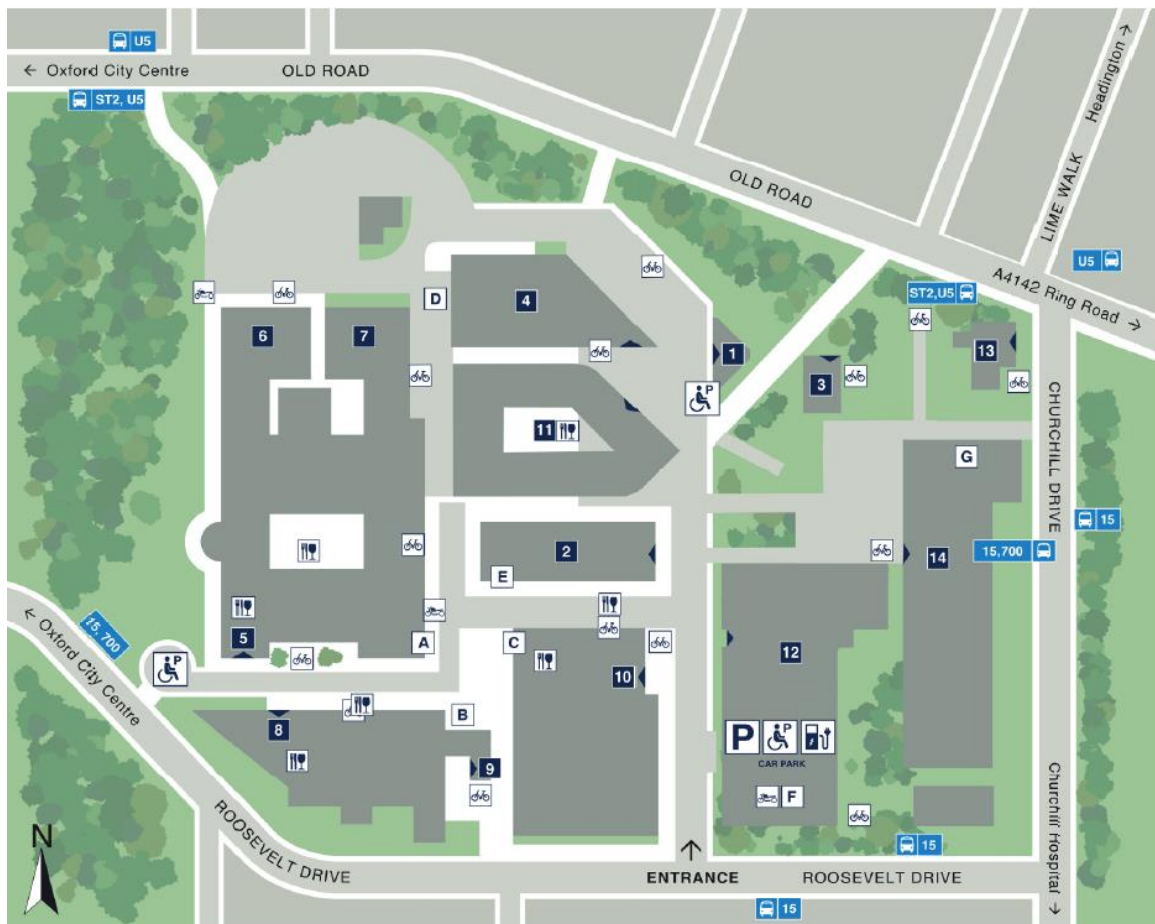 U5
← Oxford City Centre
OLD ROAD
ST2, U5
OLD ROAD
LIME WALK
Headington →
U5
A4142 Ring Road →
ST2,U5
D
4
6
7
1
3
13
P
11
G
CHURCHILL DRIVE
15
2
15,700
14
E
5
A
C
12
10
← Oxford City Centre
15, 700
P
B
8
9
P
P
CAR PARK
F
Churchill Hospital →
N
ROOSEVELT DRIVE
15
ENTRANCE
ROOSEVELT DRIVE
15